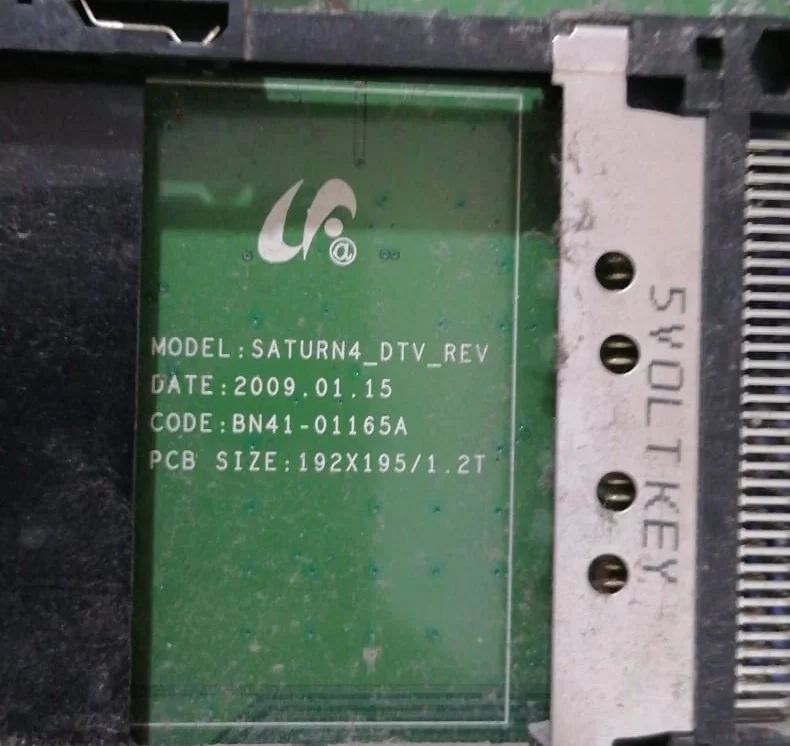 MODEL:SATURN4_DTV_REV
DATE:2009.01.15
CODE:BN41-01165A
PCB SIZE:192X195/1.2T
5VOLT KEY